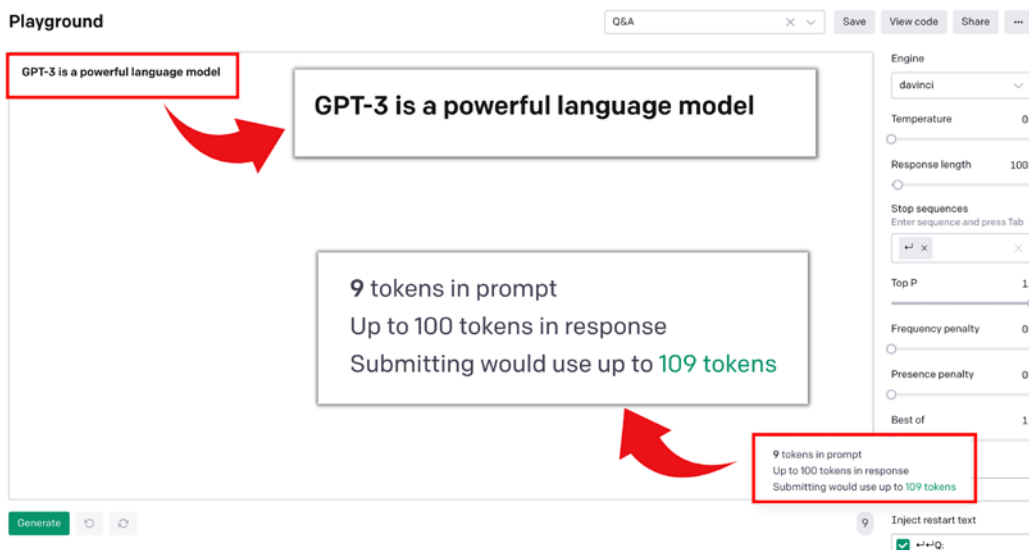 Playground
Q&A
Save
View code
Share
GPT-3 is a powerful language model
GPT-3 is a powerful language model
9 tokens in prompt
Up to 100 tokens in response
Submitting would use up to 109 tokens
9 tokens in prompt
Up to 100 tokens in response
Submitting would use up to 109 tokens
Generate
9
Engine
davinci
Temperature 0
Response length 100
Stop sequences
Enter sequence and press Tab
↵ ×
Top P 1
Frequency penalty 0
Presence penalty 0
Best of 1
Inject restart text
↵↵Q: